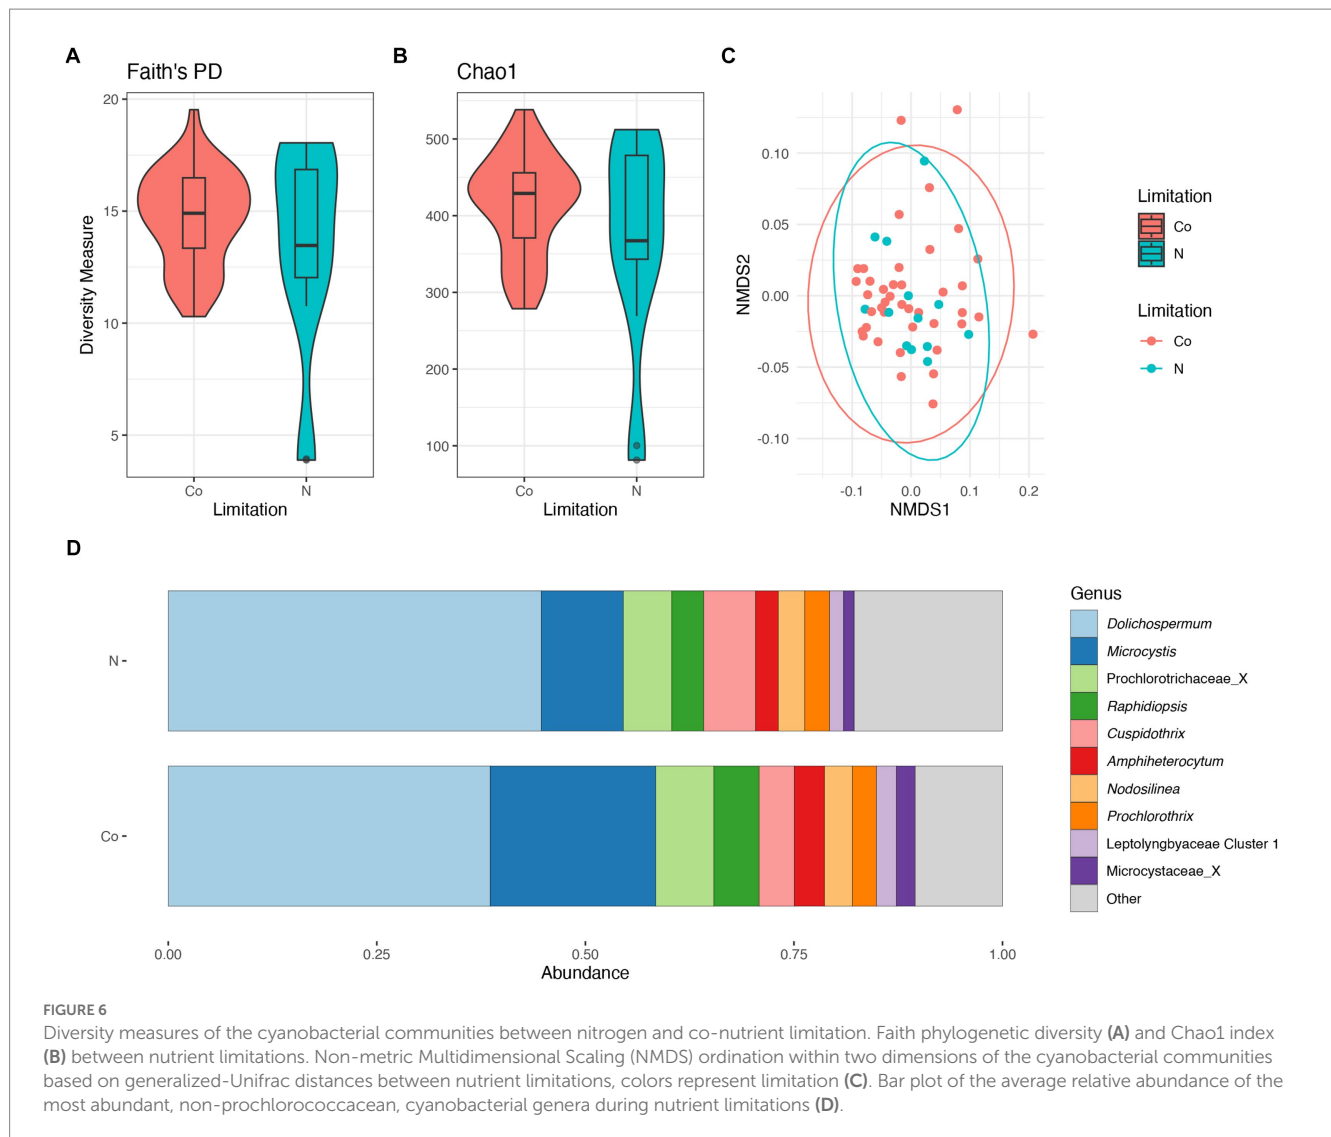 A
Faith's PD
Diversity Measure
20
15
10
5
Co
N
Limitation
B
Chao1
500
400
300
200
100
Co
N
Limitation
C
NMDS2
0.10
0.05
0.00
-0.05
-0.10
-0.1
0.0
0.1
0.2
NMDS1
Limitation
Co
N
Limitation
Co
N
D
N
Co
0.00
0.25
0.50
0.75
1.00
Abundance
Genus
Dolichospermum
Microcystis
Prochlorotrichaceae_X
Raphidiopsis
Cuspidothrix
Amphiheterocytum
Nodosilinea
Prochlorothrix
Leptolyngbyaceae Cluster 1
Microcystaceae_X
Other
FIGURE 6
Diversity measures of the cyanobacterial communities between nitrogen and co-nutrient limitation. Faith phylogenetic diversity (A) and Chao1 index
(B) between nutrient limitations. Non-metric Multidimensional Scaling (NMDS) ordination within two dimensions of the cyanobacterial communities
based on generalized-Unifrac distances between nutrient limitations, colors represent limitation (C). Bar plot of the average relative abundance of the
most abundant, non-prochlorococcacean, cyanobacterial genera during nutrient limitations (D).